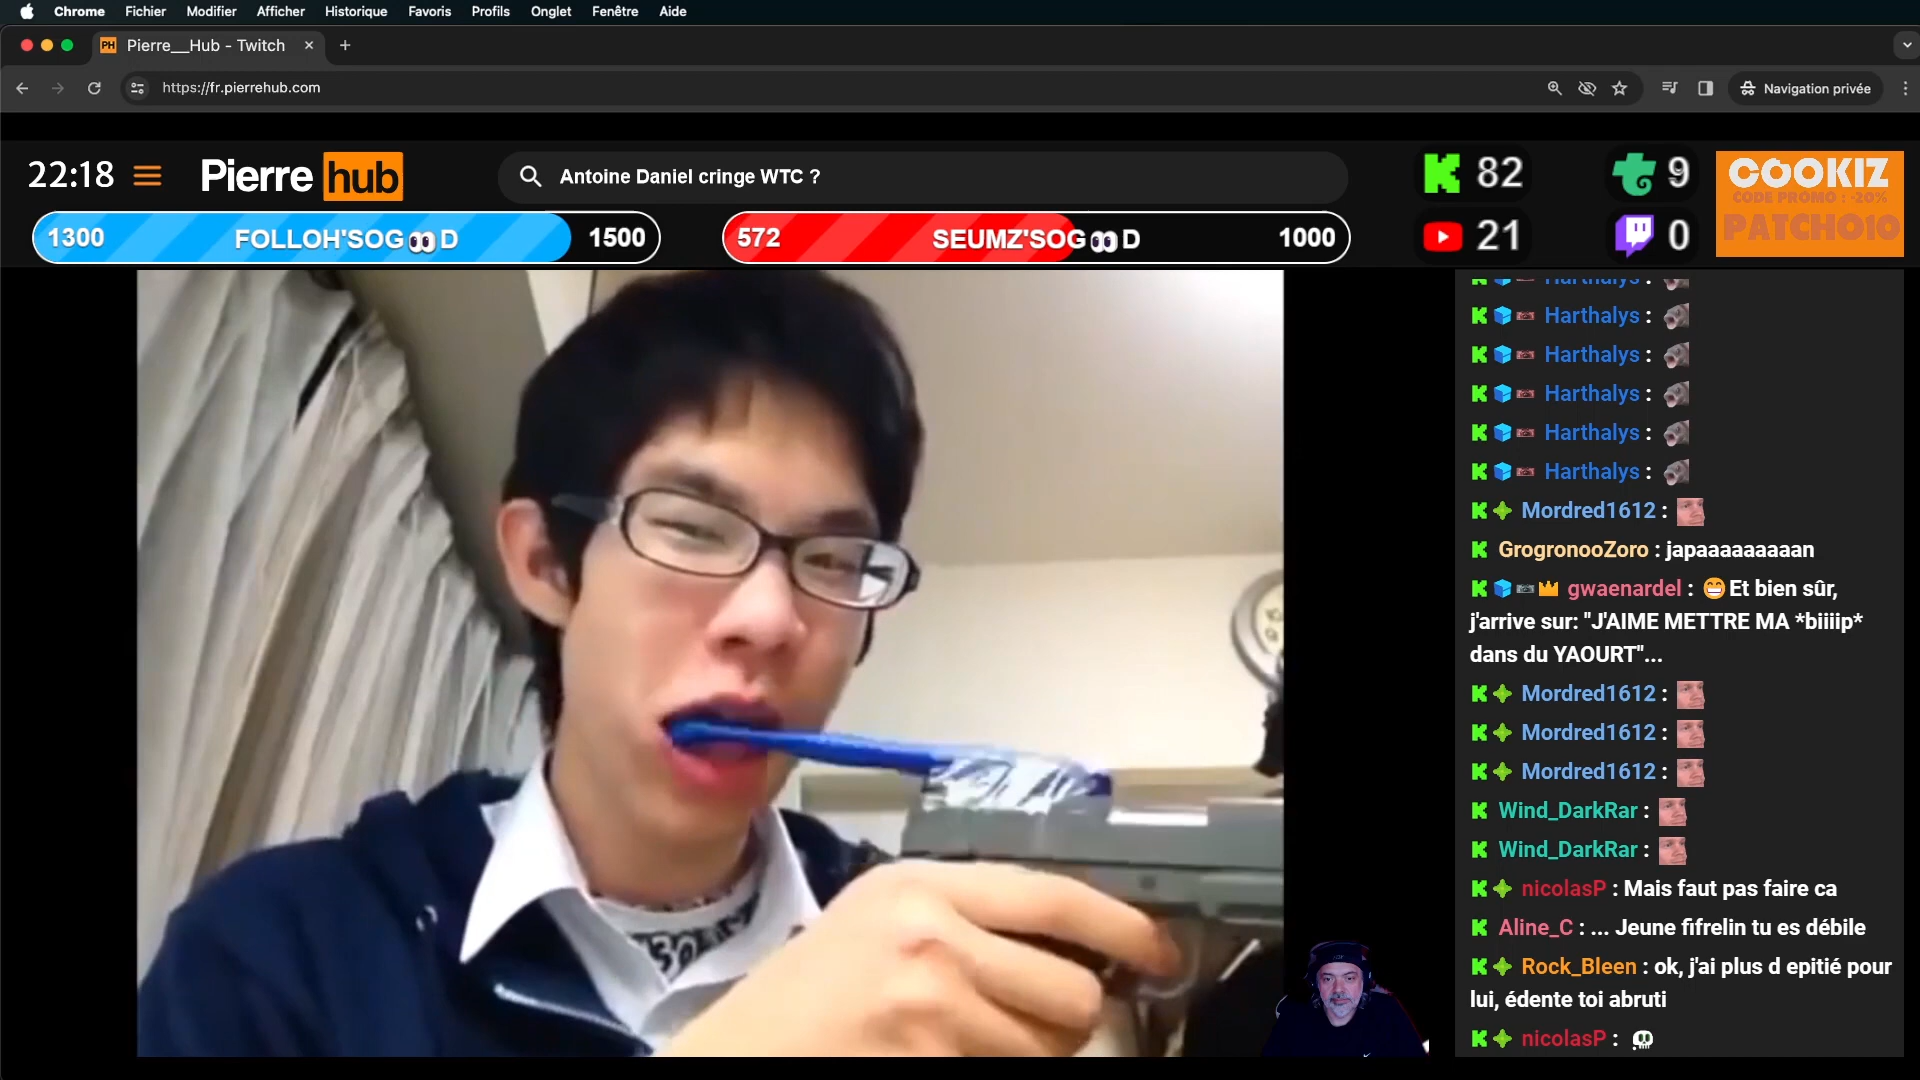 Chrome Fichier Modifier Afficher Historique Favoris Profils Onglet Fenêtre Aide
PH Pierre__Hub - Twitch
https://fr.pierrehub.com
Navigation privée
22:18 Pierre hub
Antoine Daniel cringe WTC ?
82
9
COOKIZ
CODE PROMO : -20%
PATCHO10
1300 FOLLOH'SOG👀D 1500
572 SEUMZ'SOG👀D 1000
21
0
Harthalys :
Harthalys :
Harthalys :
Harthalys :
Harthalys :
Harthalys :
Mordred1612 :
GrogronooZoro : japaaaaaaaaan
gwaenardel : 😁Et bien sûr,
j'arrive sur: "J'AIME METTRE MA *biiiip*
dans du YAOURT"...
Mordred1612 :
Mordred1612 :
Mordred1612 :
Wind_DarkRar :
Wind_DarkRar :
nicolasP : Mais faut pas faire ca
Aline_C : ... Jeune fifrelin tu es débile
Rock_Bleen : ok, j'ai plus d epitié pour
lui, édente toi abruti
nicolasP :